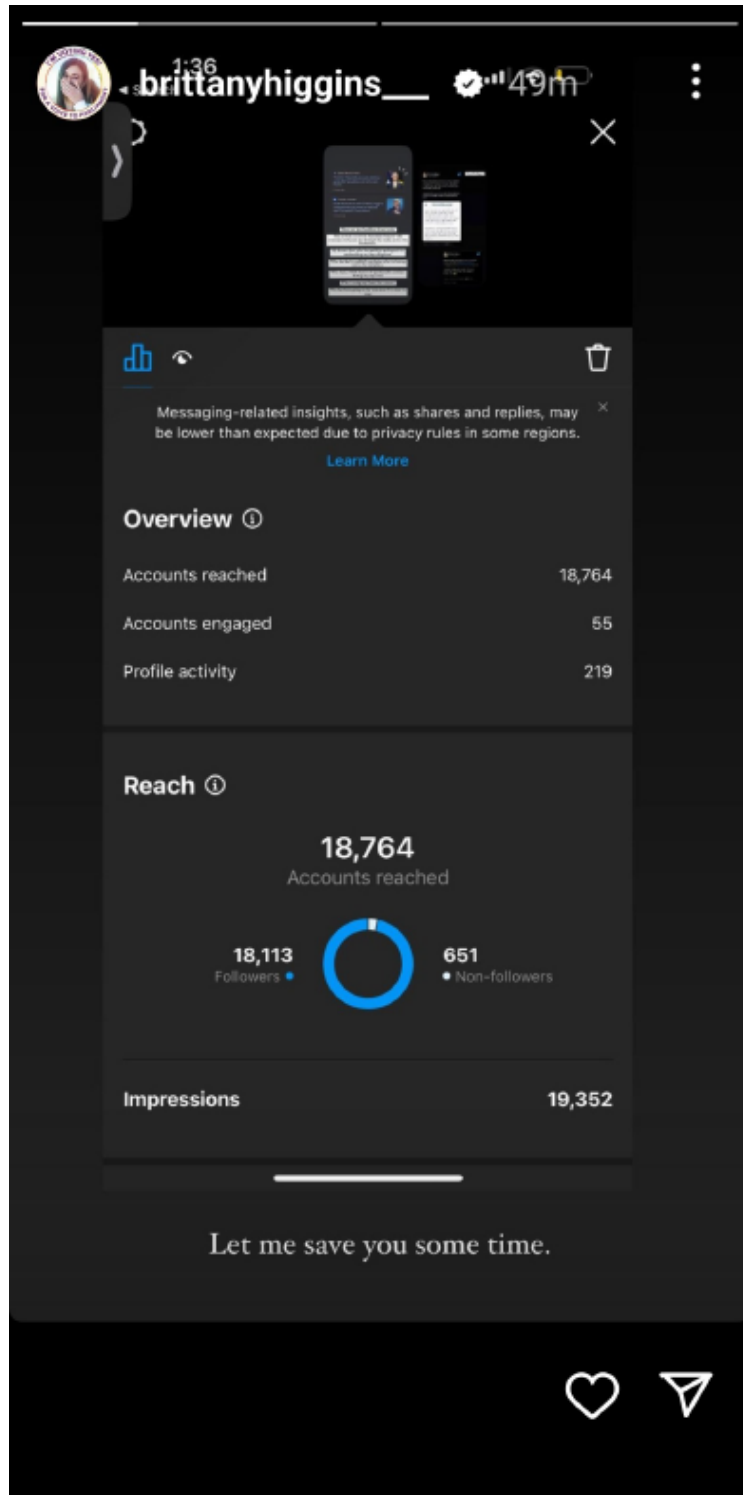 1:36
brittanyhiggins__ 49m
Messaging-related insights, such as shares and replies, may
be lower than expected due to privacy rules in some regions.
Learn More
Overview
Accounts reached 18,764
Accounts engaged 55
Profile activity 219
Reach
18,764
Accounts reached
18,113 651
Followers Non-followers
Impressions 19,352
Let me save you some time.